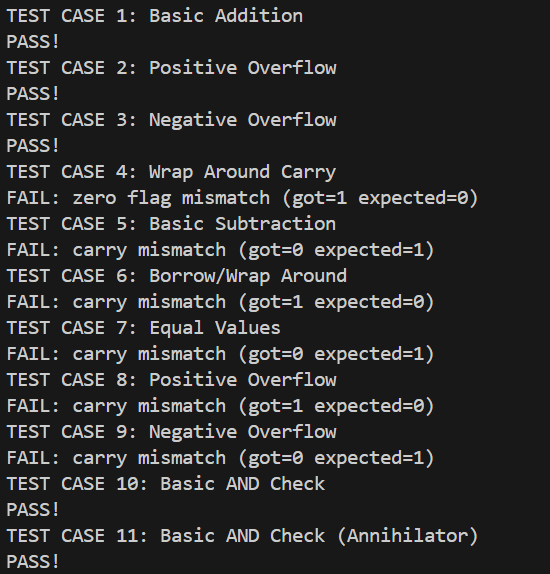 TEST CASE 1: Basic Addition
PASS!
TEST CASE 2: Positive Overflow
PASS!
TEST CASE 3: Negative Overflow
PASS!
TEST CASE 4: Wrap Around Carry
FAIL: zero flag mismatch (got=1 expected=0)
TEST CASE 5: Basic Subtraction
FAIL: carry mismatch (got=0 expected=1)
TEST CASE 6: Borrow/Wrap Around
FAIL: carry mismatch (got=1 expected=0)
TEST CASE 7: Equal Values
FAIL: carry mismatch (got=0 expected=1)
TEST CASE 8: Positive Overflow
FAIL: carry mismatch (got=1 expected=0)
TEST CASE 9: Negative Overflow
FAIL: carry mismatch (got=0 expected=1)
TEST CASE 10: Basic AND Check
PASS!
TEST CASE 11: Basic AND Check (Annihilator)
PASS!